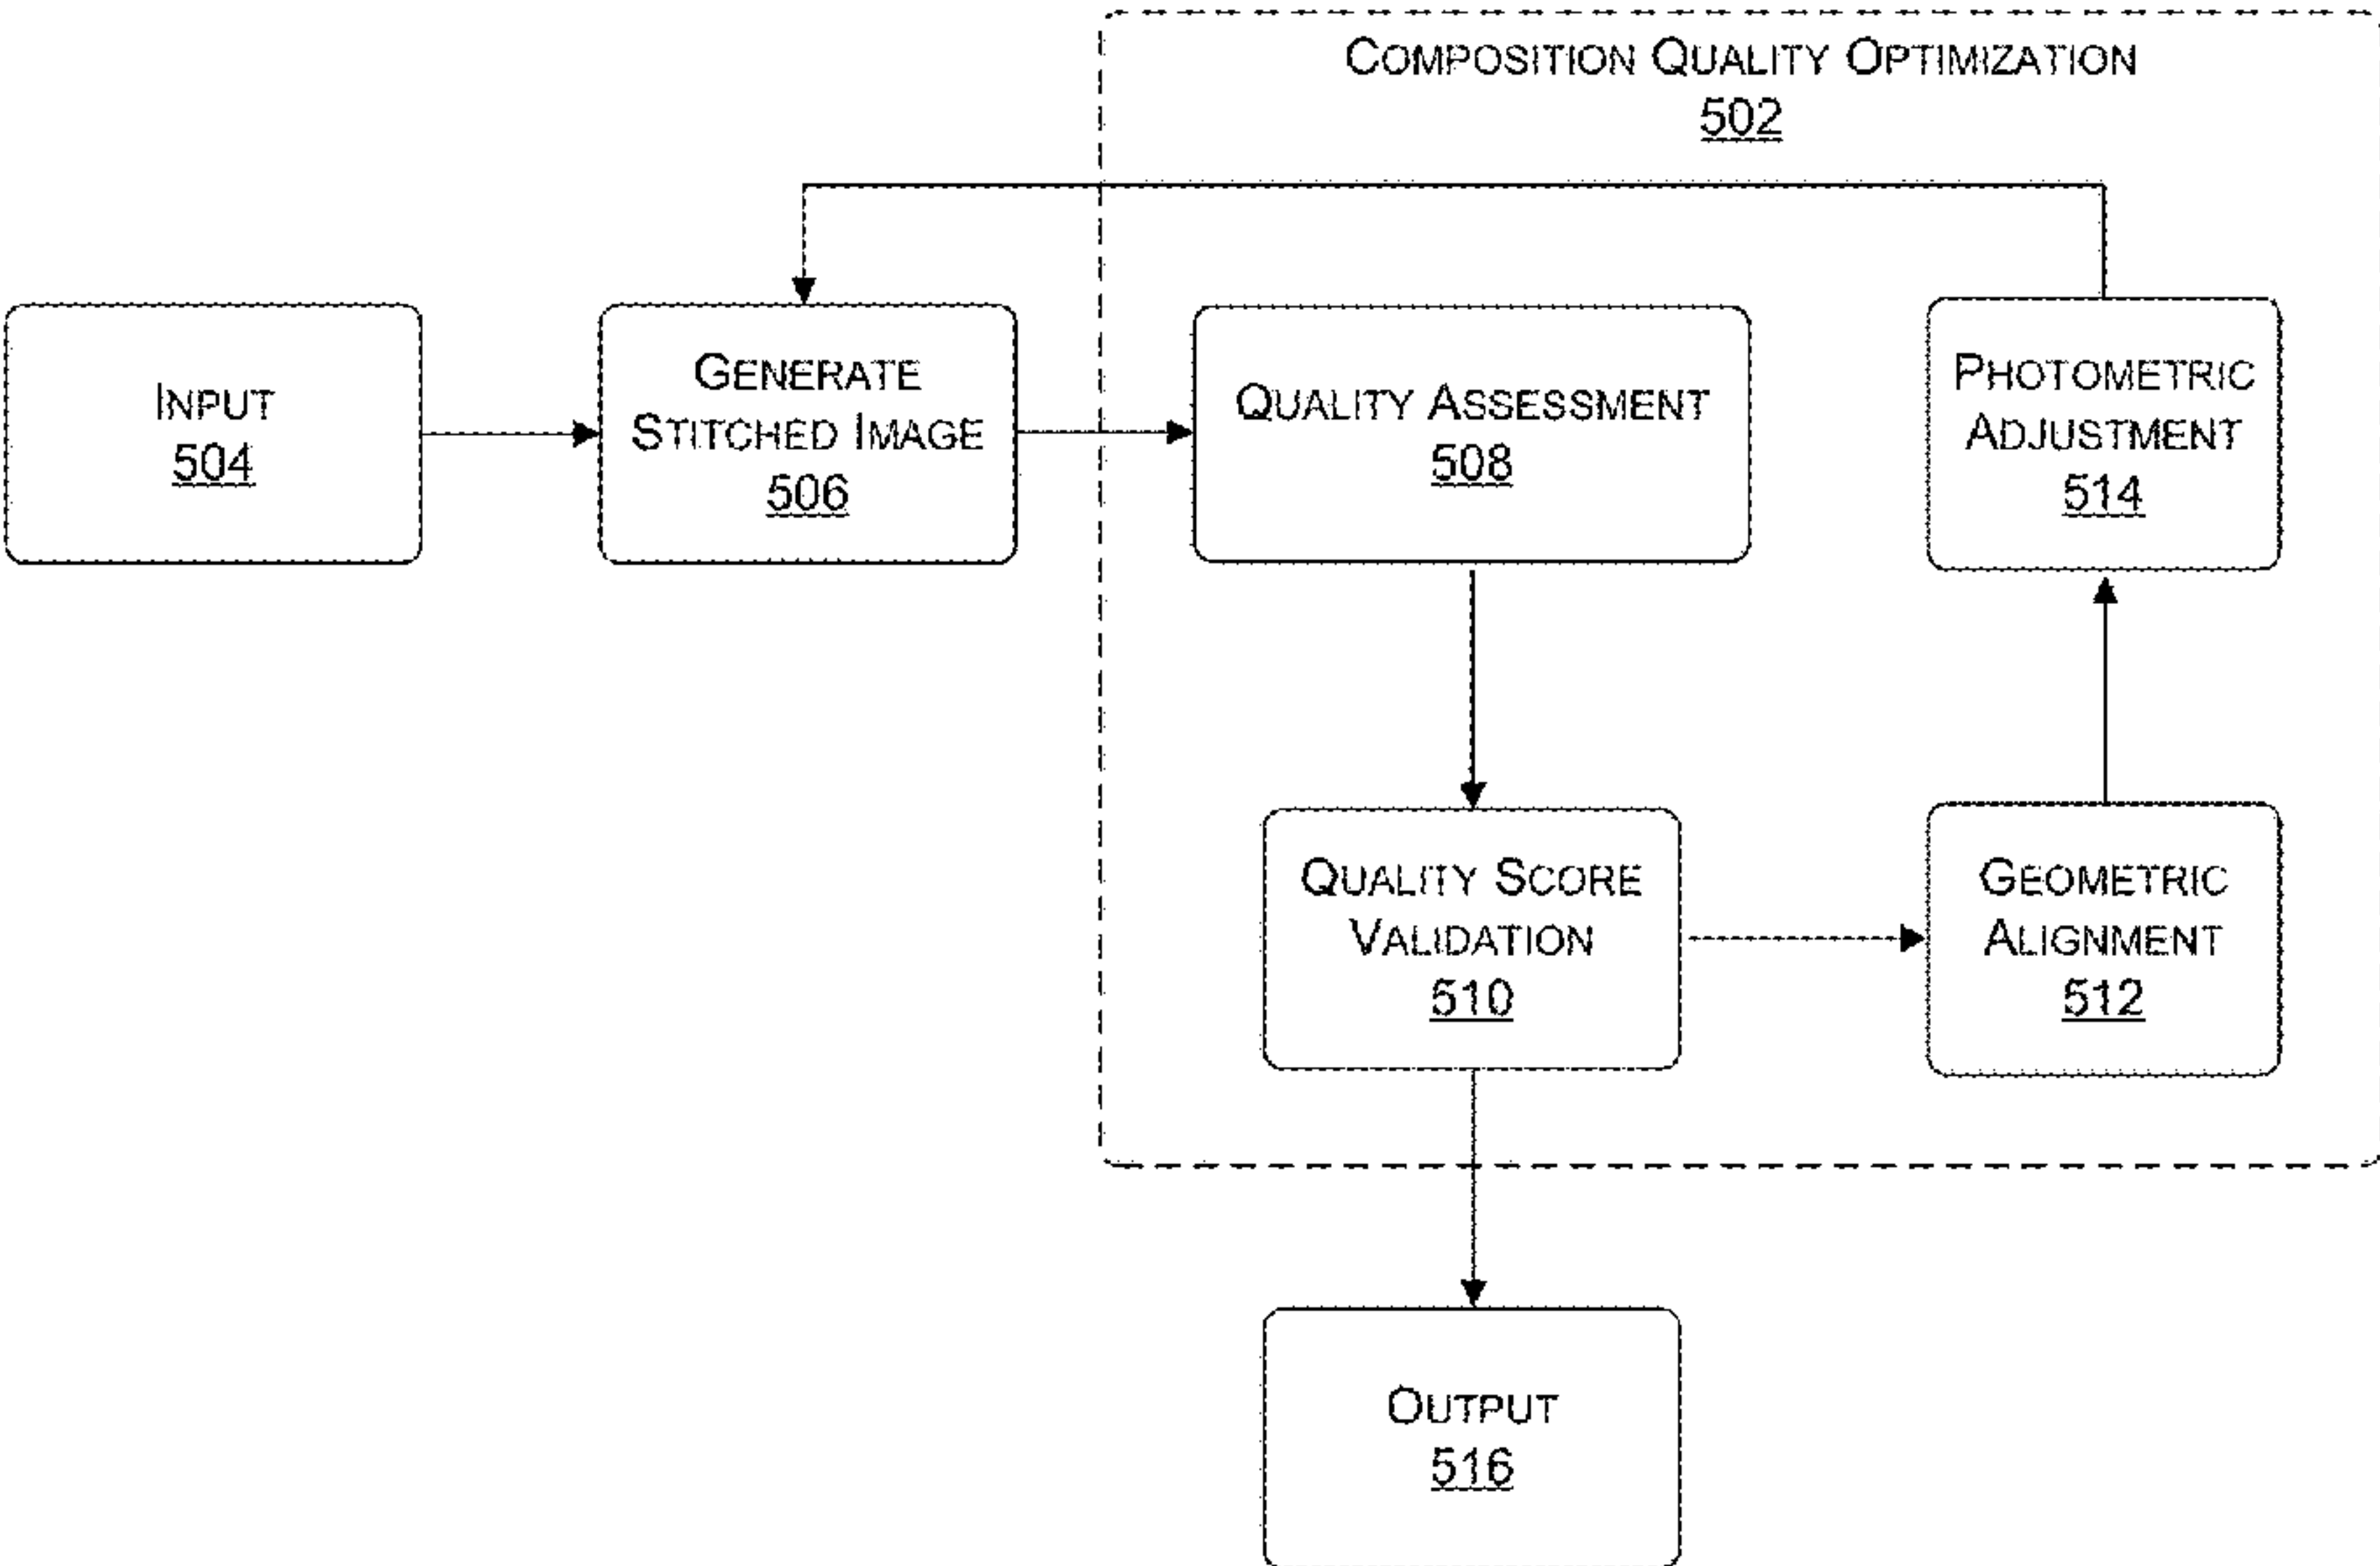 COMPOSITION QUALITY OPTIMIZATION
502
INPUT
504
GENERATE
STITCHED IMAGE
506
QUALITY ASSESSMENT
508
PHOTOMETRIC
ADJUSTMENT
514
QUALITY SCORE
VALIDATION
510
GEOMETRIC
ALIGNMENT
512
OUTPUT
516